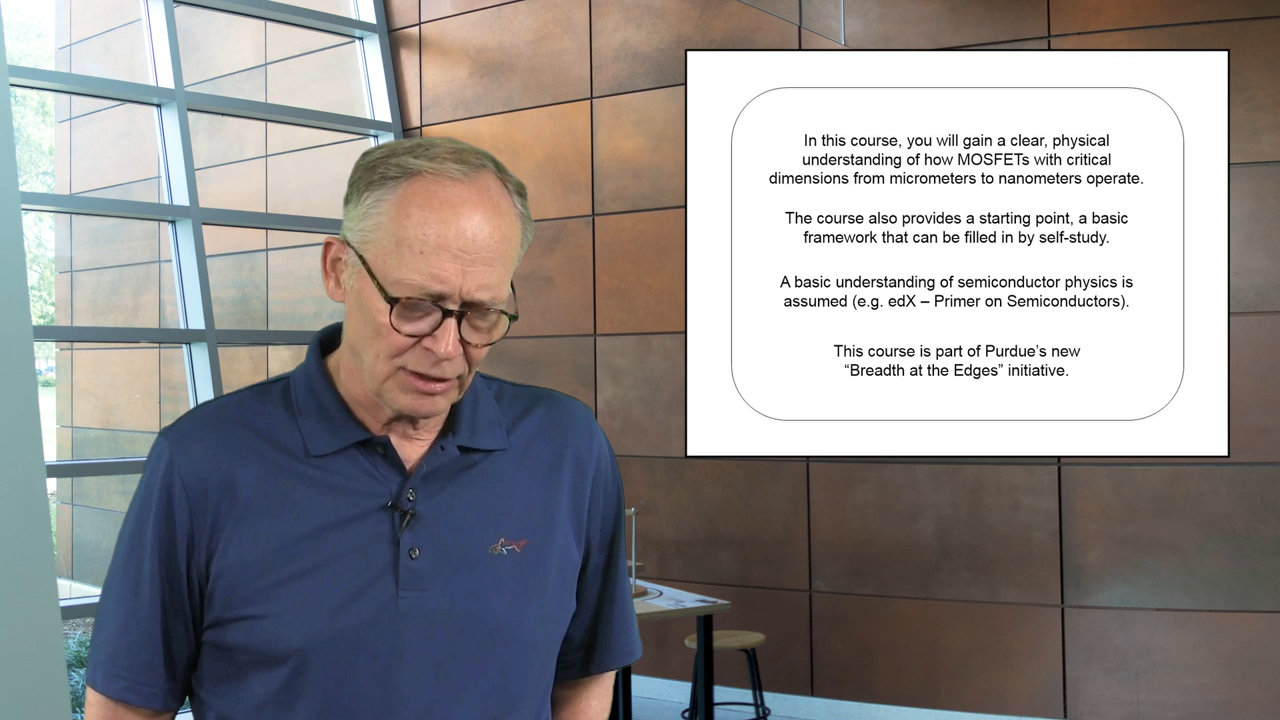 In this course, you will gain a clear, physical
understanding of how MOSFETs with critical
dimensions from micrometers to nanometers operate.
The course also provides a starting point, a basic
framework that can be filled in by self-study.
A basic understanding of semiconductor physics is
assumed (e.g. edX – Primer on Semiconductors).
This course is part of Purdue’s new
“Breadth at the Edges” initiative.